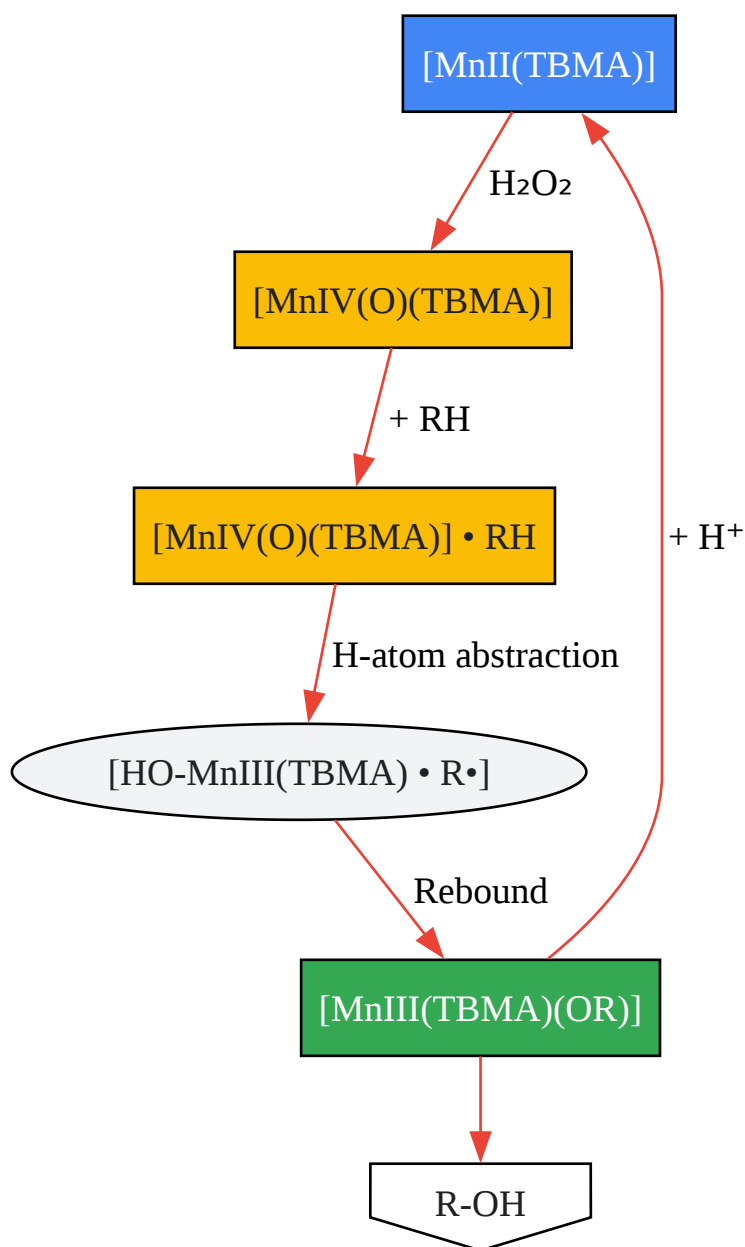 [MnII(TBMA)]
H₂O₂
[MnIV(O)(TBMA)]
+ RH
[MnIV(O)(TBMA)] • RH
+ H⁺
H-atom abstraction
[HO-MnIII(TBMA) • R•]
Rebound
[MnIII(TBMA)(OR)]
R-OH